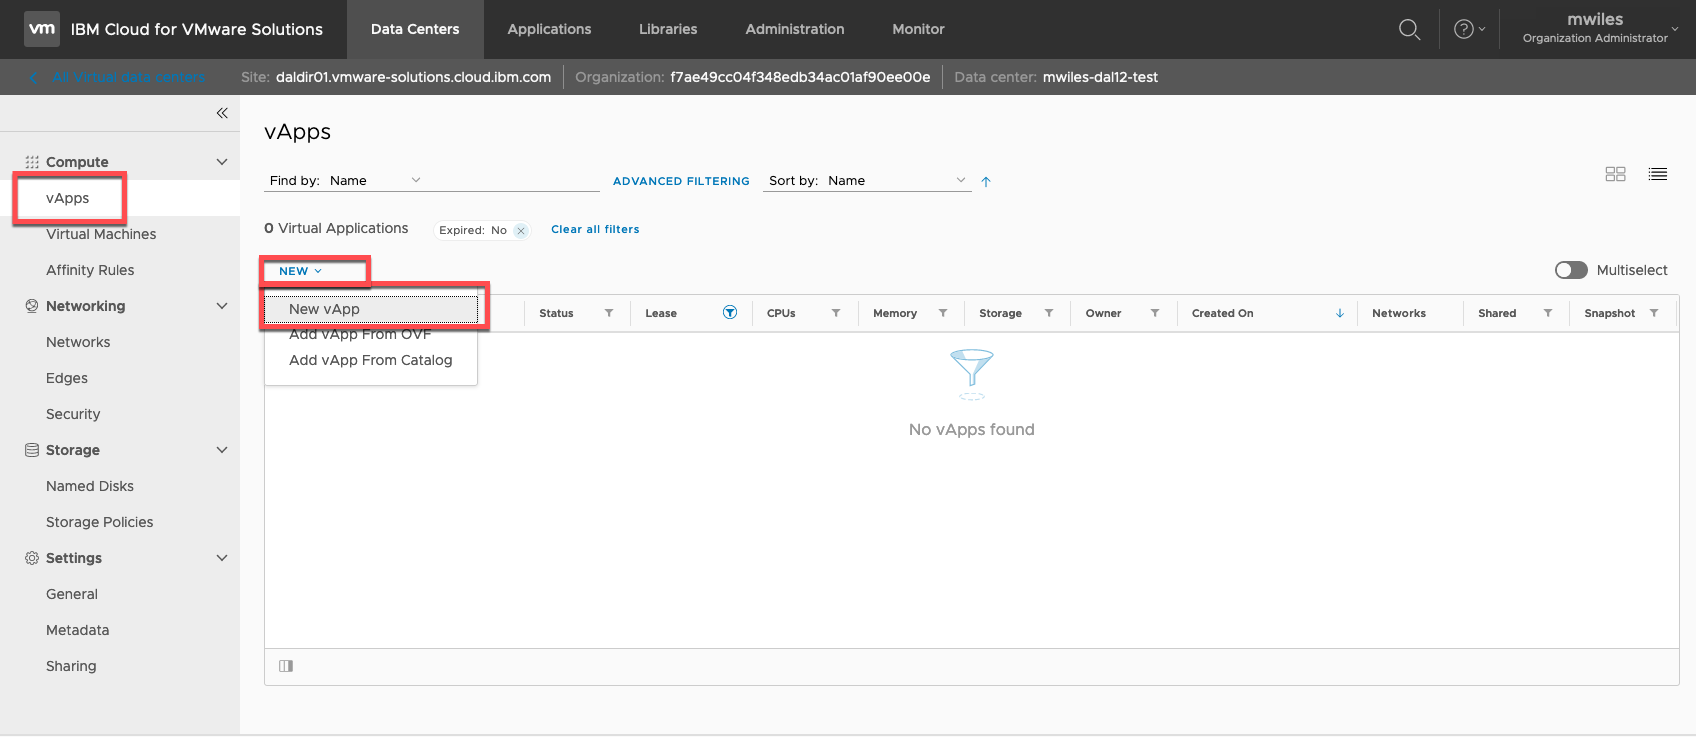 vm IBM Cloud for VMware Solutions Data Centers Applications Libraries Administration Monitor mwiles
Organization Administrator
All Virtual data centers Site: daldir01.vmware-solutions.cloud.ibm.com Organization: f7ae49cc04f348edb34ac01af90ee00e Data center: mwiles-dal12-test
Compute
vApps
Virtual Machines
Affinity Rules
Networking
Networks
Edges
Security
Storage
Named Disks
Storage Policies
Settings
General
Metadata
Sharing
vApps
Find by: Name ADVANCED FILTERING Sort by: Name
0 Virtual Applications Expired: No Clear all filters
NEW Multiselect
New vApp
Add vApp From OVF
Add vApp From Catalog
Status Lease CPUs Memory Storage Owner Created On Networks Shared Snapshot
No vApps found